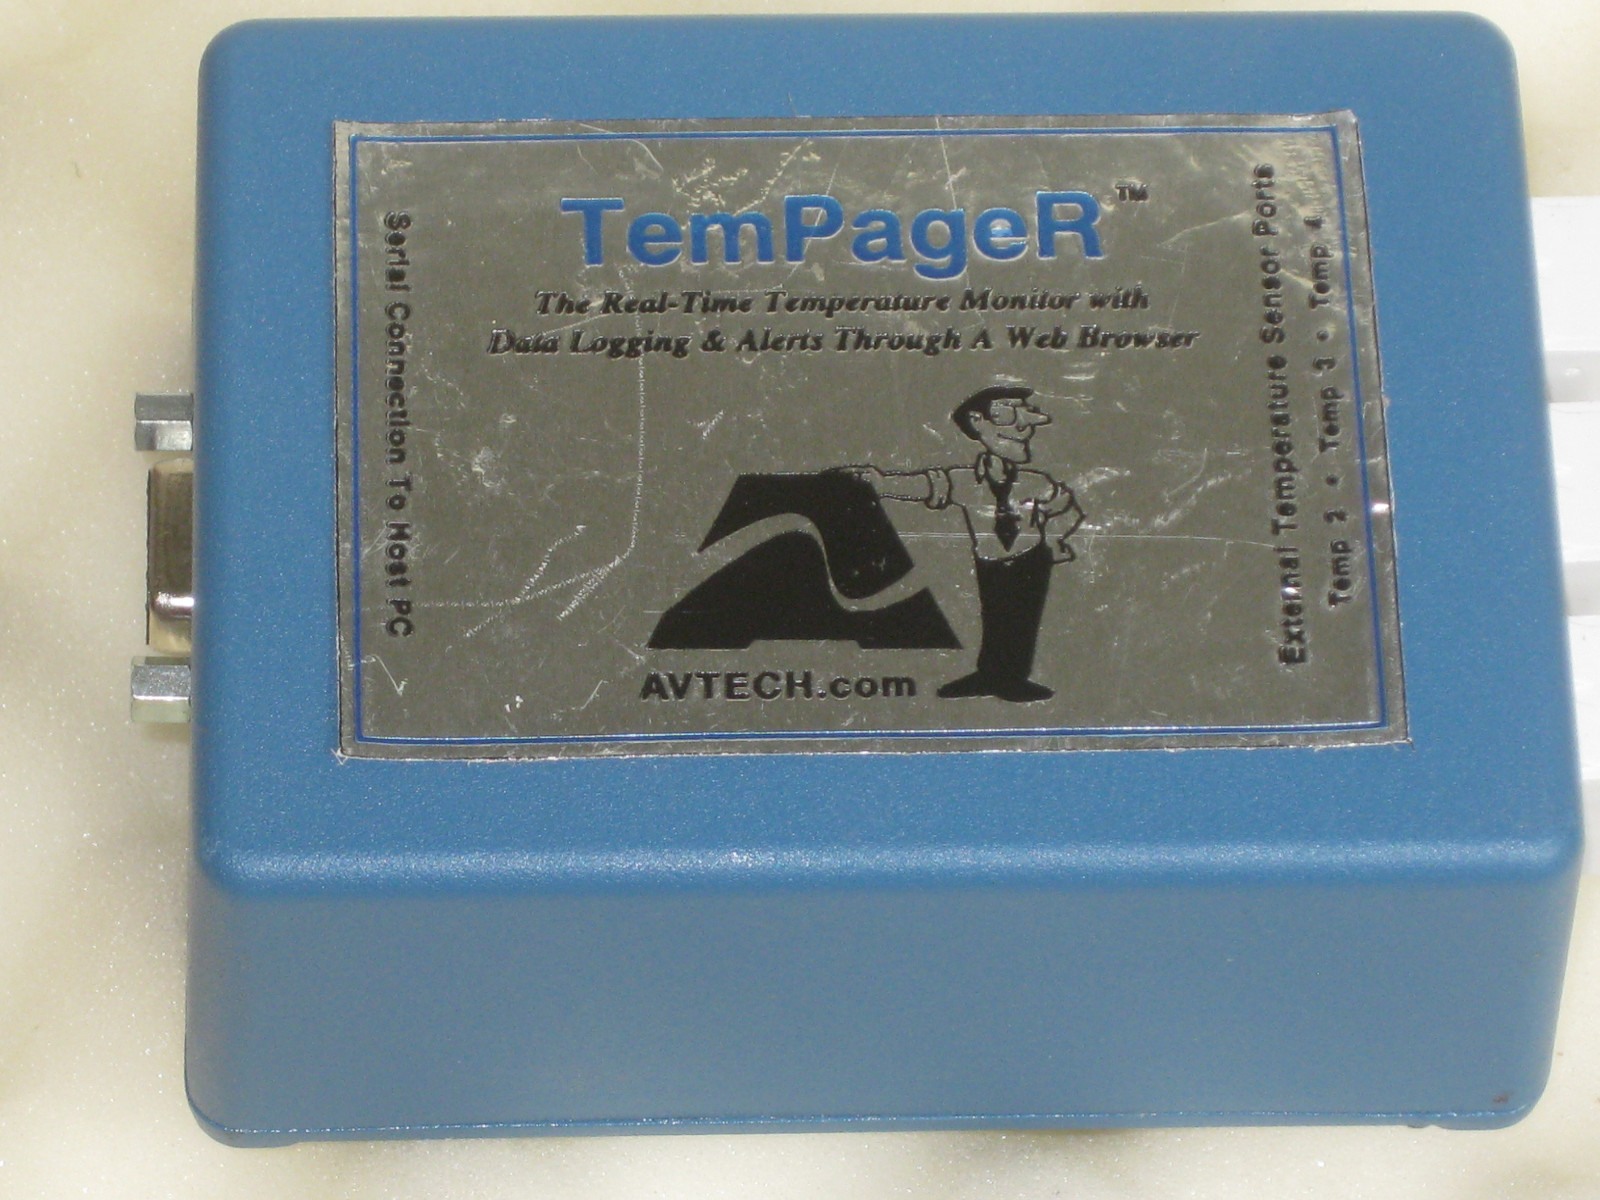 TemPageR™
The Real-Time Temperature Monitor with
Data Logging & Alerts Through A Web Browser
Serial Connection To Host PC
AVTECH.com
External Temperature Sensor Ports
Temp 2 • Temp 3 • Temp 4